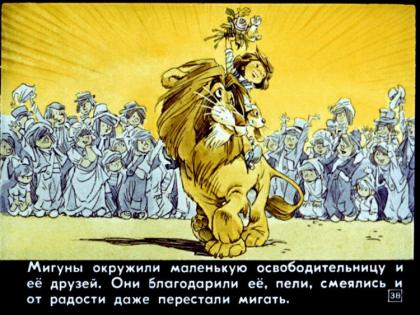 Мигуны окружили маленькую освободительницу и
её друзей. Они благодарили её, пели, смеялись и
от радости даже перестали мигать.
38